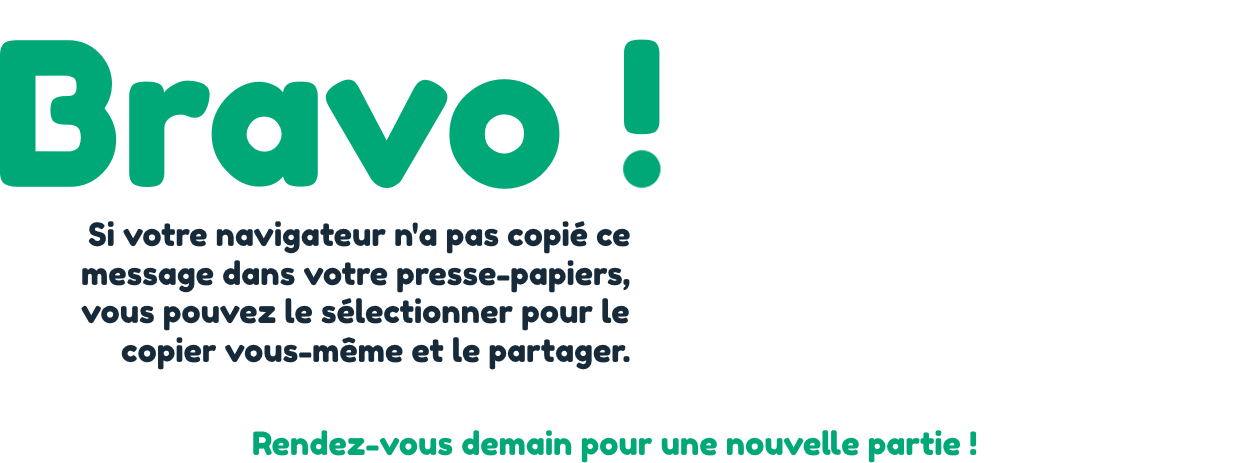 Bravo !
Si votre navigateur n'a pas copié ce
message dans votre presse-papiers,
vous pouvez le sélectionner pour le
copier vous-même et le partager.
Rendez-vous demain pour une nouvelle partie !